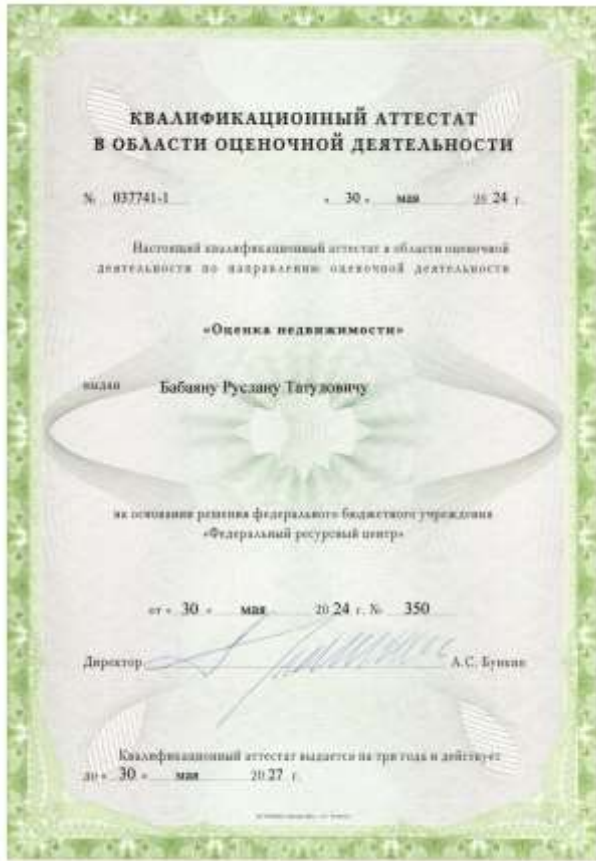 КВАЛИФИКАЦИОННЫЙ АТТЕСТАТ
В ОБЛАСТИ ОЦЕНОЧНОЙ ДЕЯТЕЛЬНОСТИ
№ 037741-1 « 30 » мая 20 24 г.
Настоящий квалификационный аттестат в области оценочной
деятельности по направлению оценочной деятельности
«Оценка недвижимости»
выдан Бабаяну Руслану Татуловичу
на основании решения федерального бюджетного учреждения
«Федеральный ресурсный центр»
от « 30 » мая 20 24 г. № 350
Директор А.С. Бункин
Квалификационный аттестат выдается на три года и действует
до « 30 » мая 20 27 г.